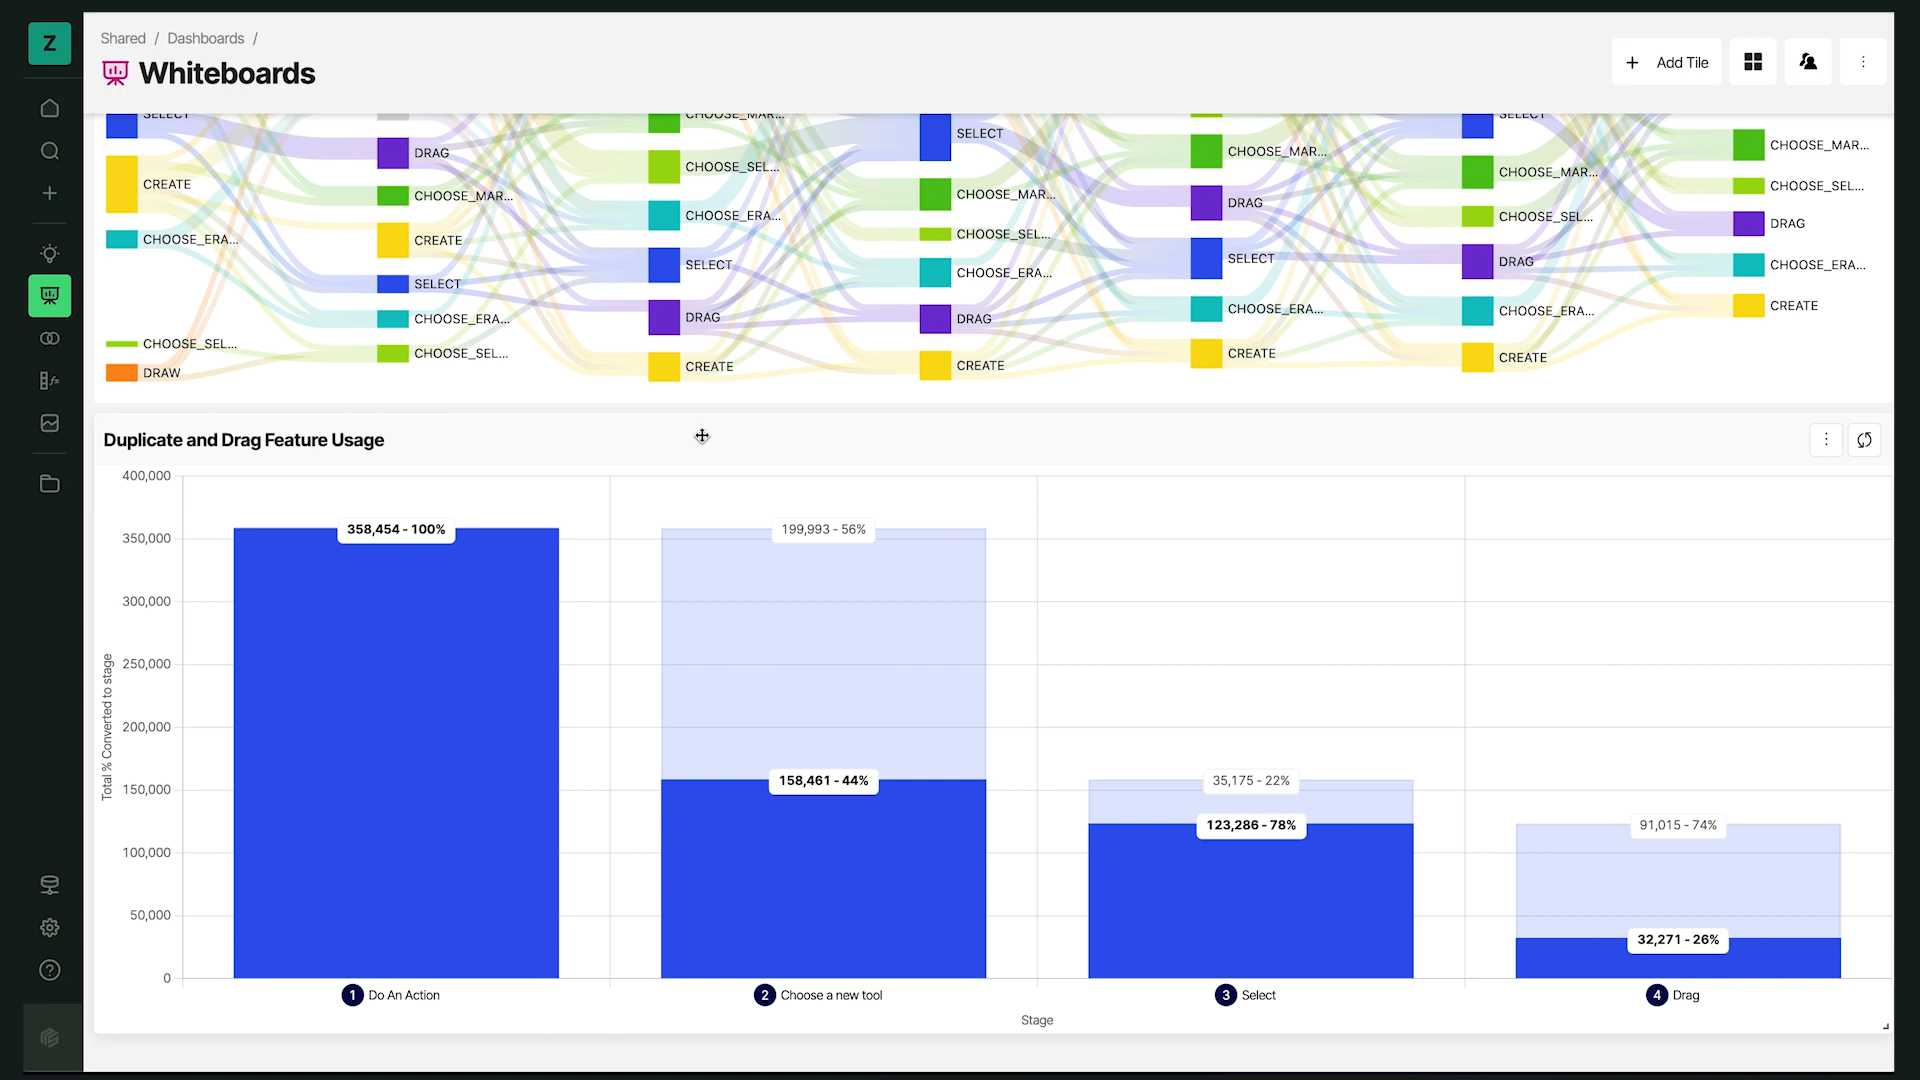 Z
Shared / Dashboards /
Whiteboards
+ Add Tile
SELECT
CREATE
CHOOSE_ERA...
CHOOSE_SEL...
DRAW
DRAG
CHOOSE_MAR...
CREATE
SELECT
CHOOSE_ERA...
CHOOSE_SEL...
CHOOSE_MAR...
CHOOSE_SEL...
CHOOSE_ERA...
SELECT
DRAG
CREATE
SELECT
CHOOSE_MAR...
CHOOSE_SEL...
CHOOSE_ERA...
DRAG
CREATE
CHOOSE_MAR...
DRAG
SELECT
CHOOSE_ERA...
CREATE
SELECT
CHOOSE_MAR...
CHOOSE_SEL...
DRAG
CHOOSE_ERA...
CREATE
CHOOSE_MAR...
CHOOSE_SEL...
DRAG
CHOOSE_ERA...
CREATE
Duplicate and Drag Feature Usage
Total % Converted to stage
400,000
350,000
300,000
250,000
200,000
150,000
100,000
50,000
0
358,454 - 100%
199,993 - 56%
158,461 - 44%
35,175 - 22%
123,286 - 78%
91,015 - 74%
32,271 - 26%
1 Do An Action
2 Choose a new tool
3 Select
4 Drag
Stage